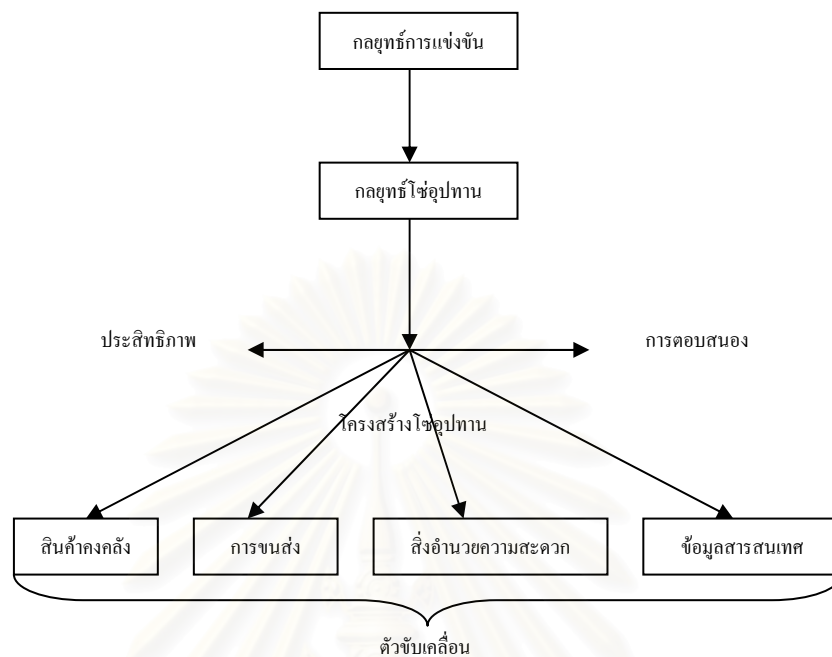 กลยุทธ์การแข่งขัน
กลยุทธ์โซ่อุปทาน
ประสิทธิภาพ
การตอบสนอง
โครงสร้างโซ่อุปทาน
สินค้าคงคลัง
การขนส่ง
สิ่งอำนวยความสะดวก
ข้อมูลสารสนเทศ
ตัวขับเคลื่อน